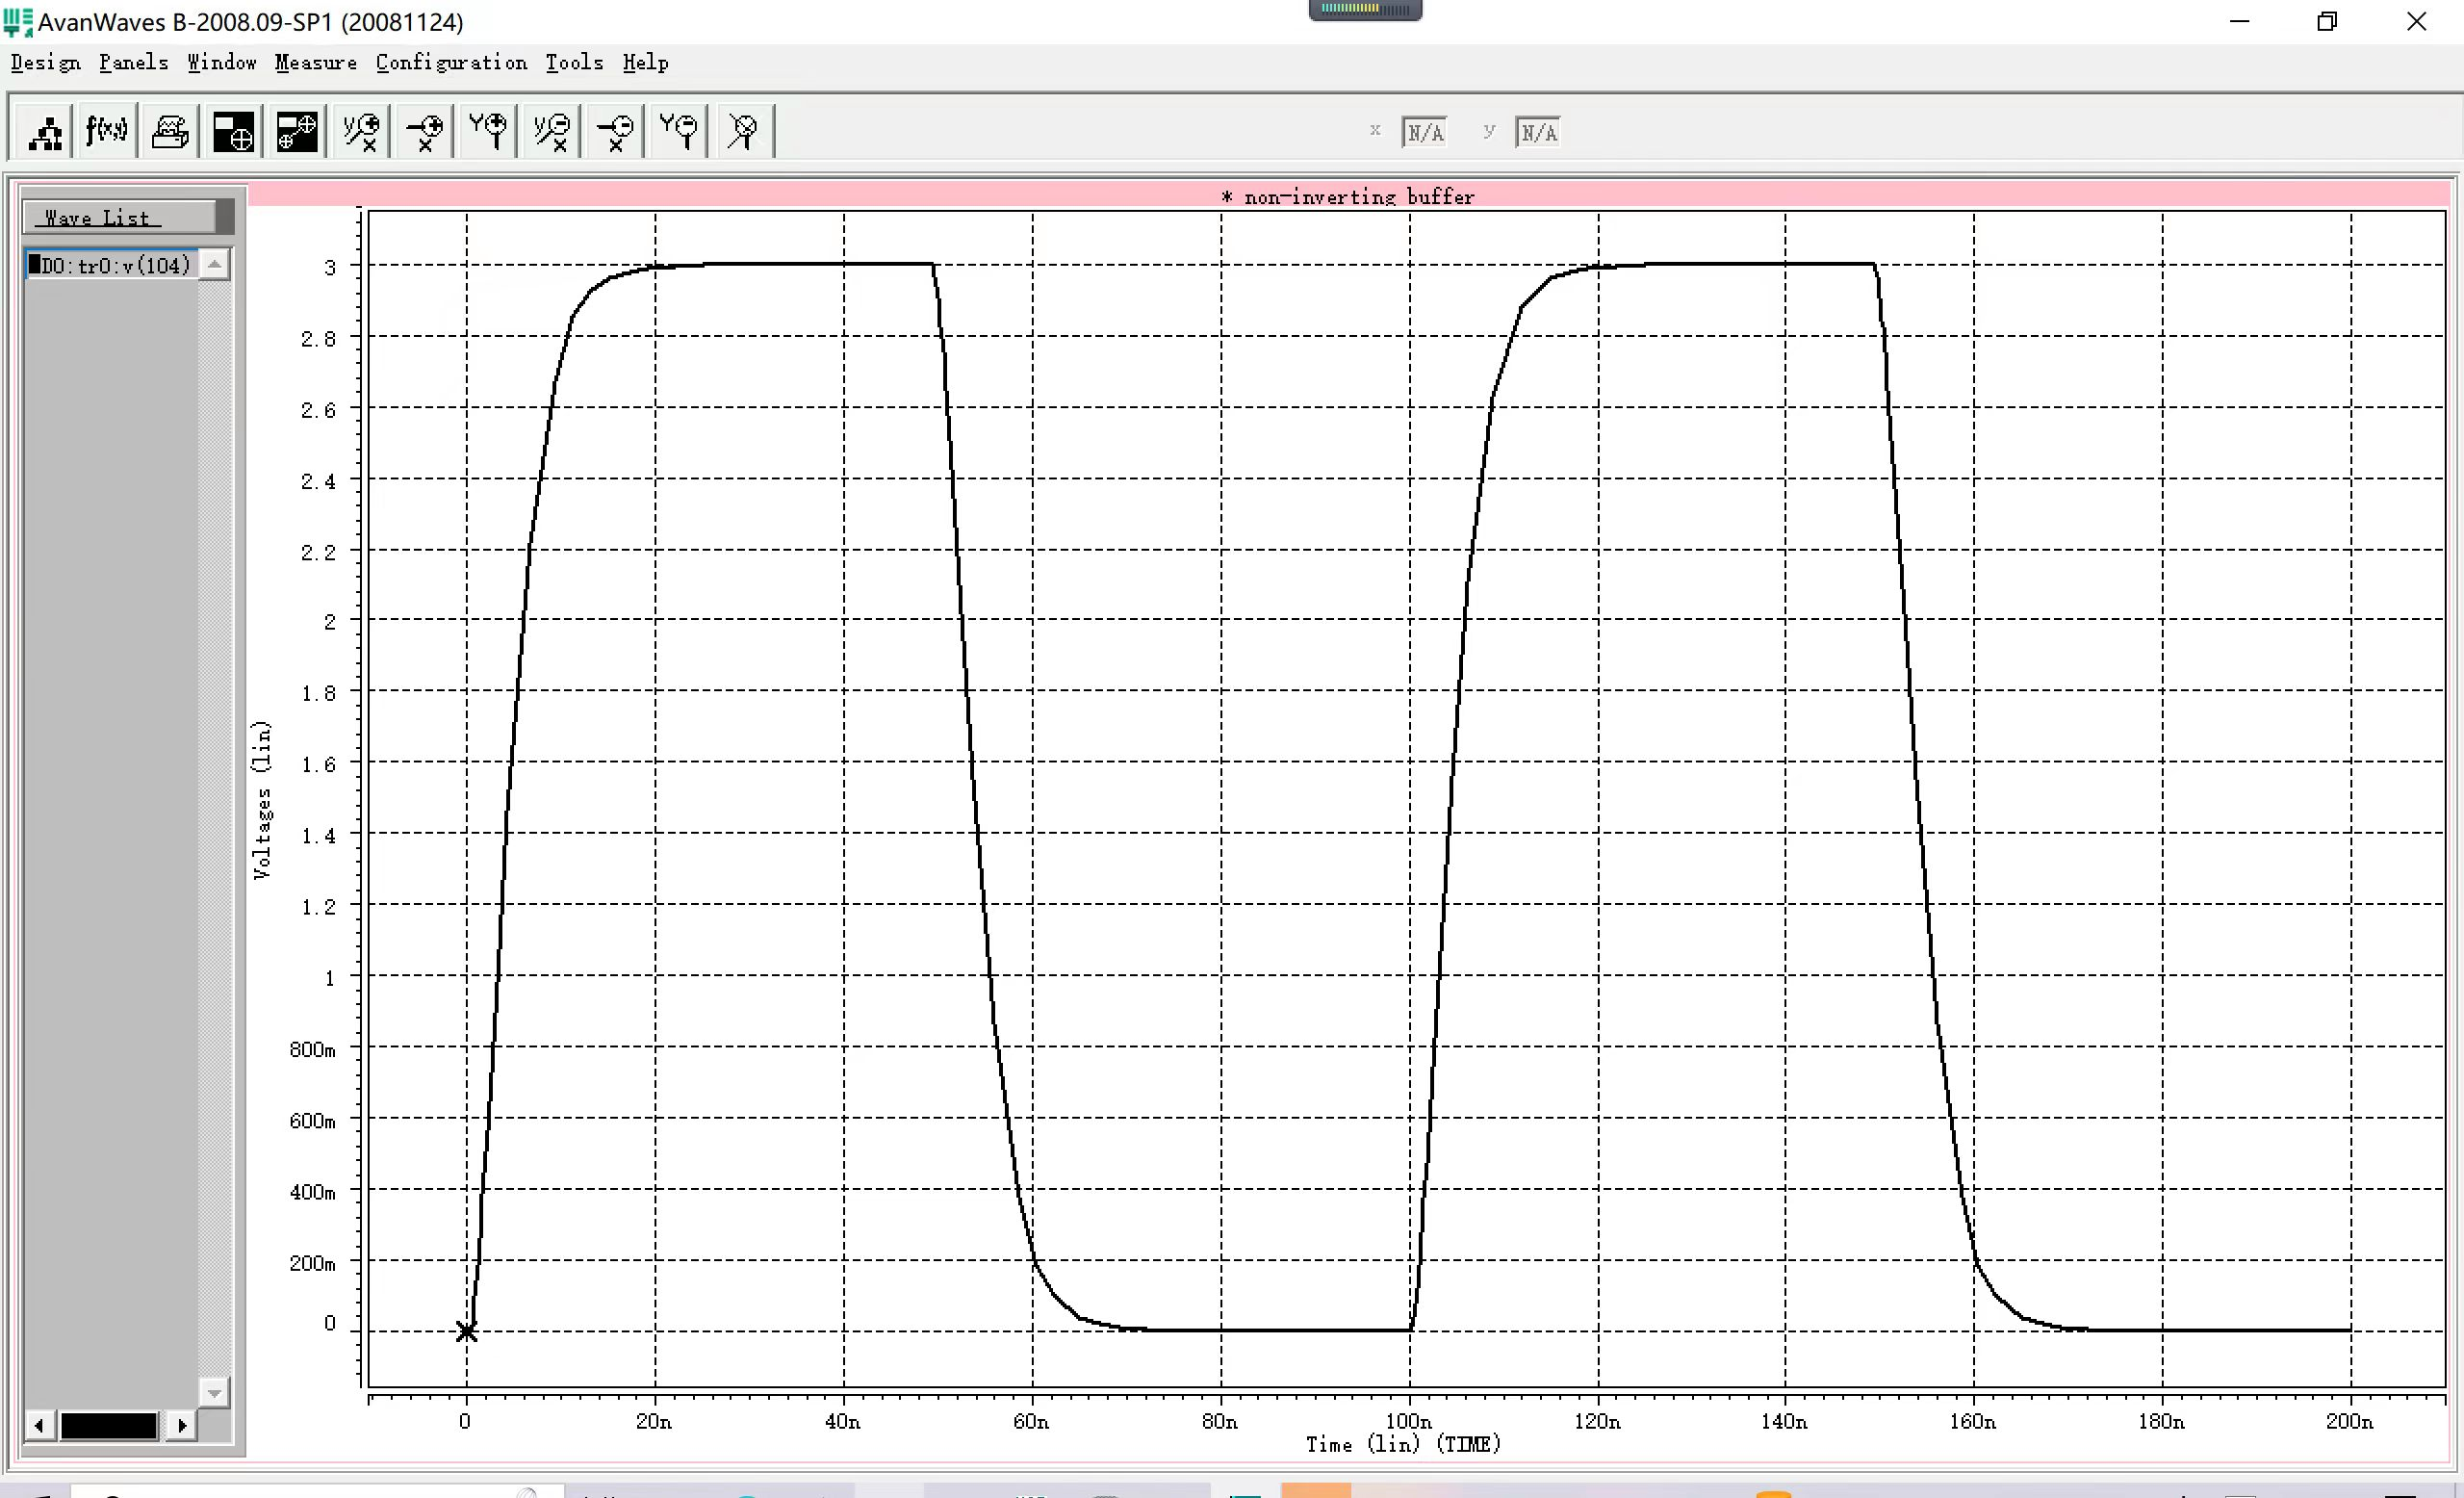 AvanWaves B-2008.09-SP1 (20081124)
Design Panels Window Measure Configuration Tools Help
f(x,y) x N/A y N/A
* non-inverting buffer
Wave List
D0:tr0:v(104)
Voltages (lin)
3
2.8
2.6
2.4
2.2
2
1.8
1.6
1.4
1.2
1
800m
600m
400m
200m
0
0 20n 40n 60n 80n 100n 120n 140n 160n 180n 200n
Time (lin) (TIME)